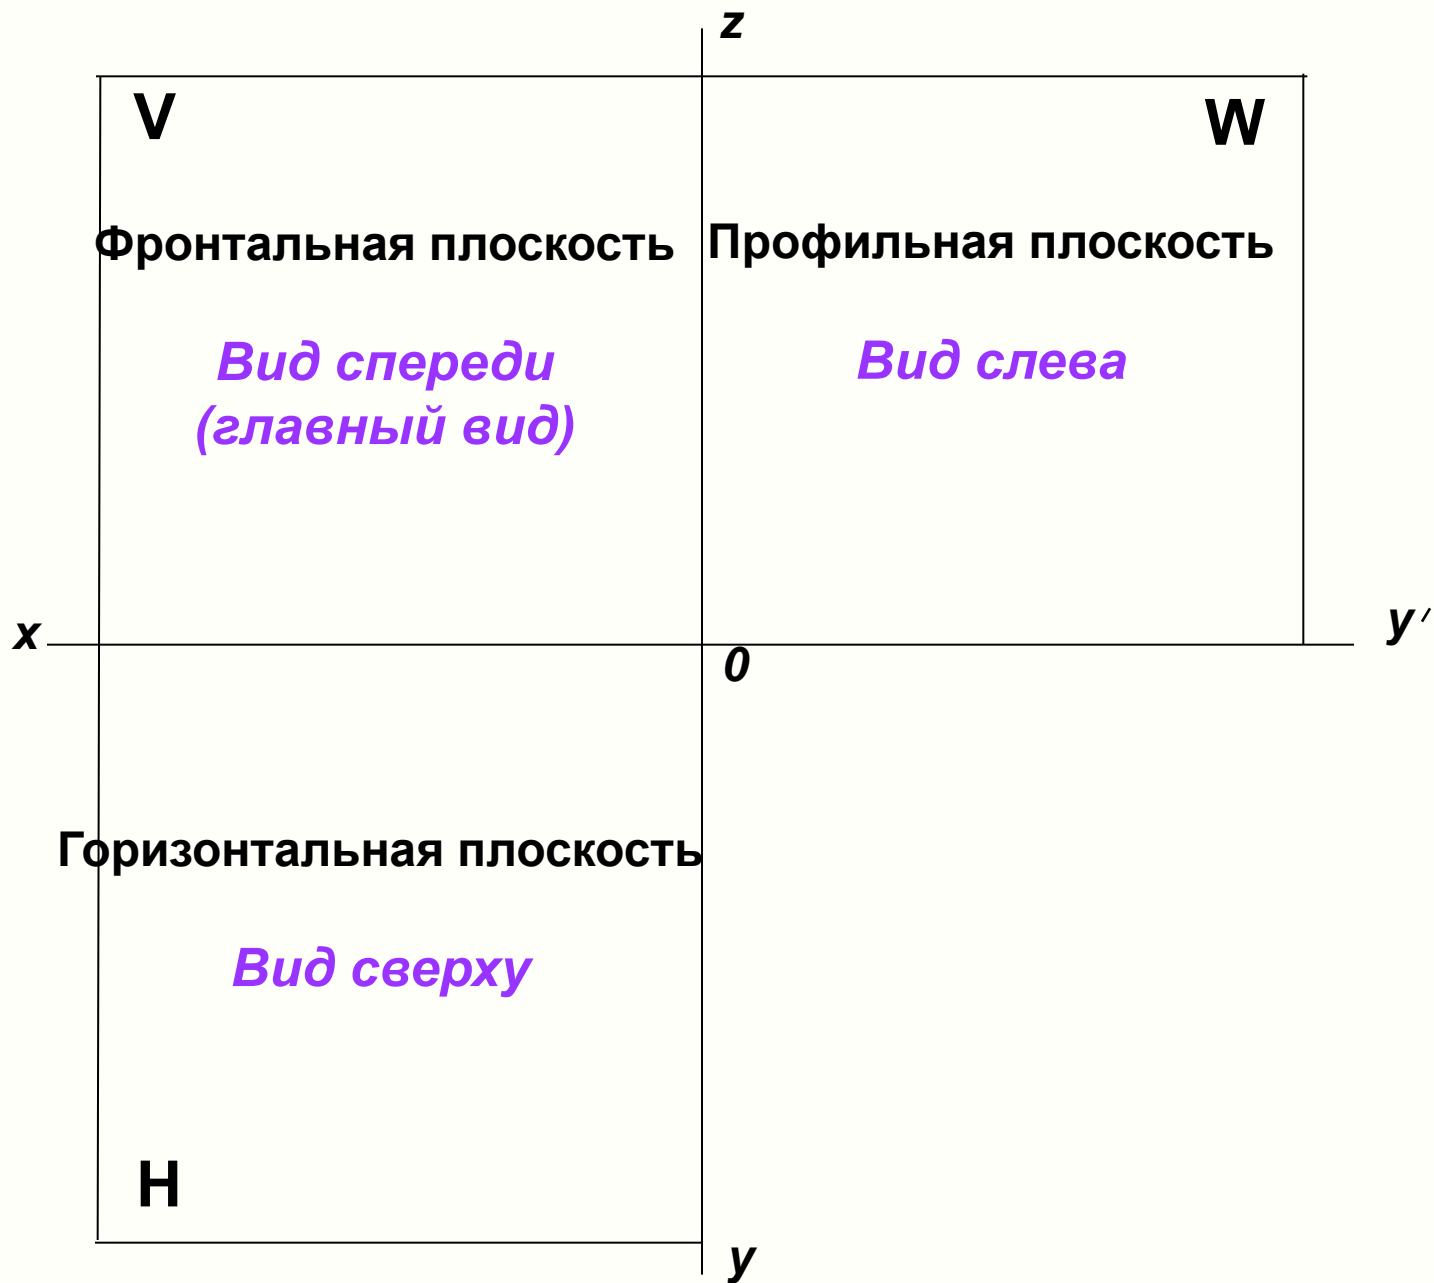 z
V
W
Фронтальная плоскость
Профильная плоскость
Вид спереди
(главный вид)
Вид слева
x
y′
0
Горизонтальная плоскость
Вид сверху
H
y